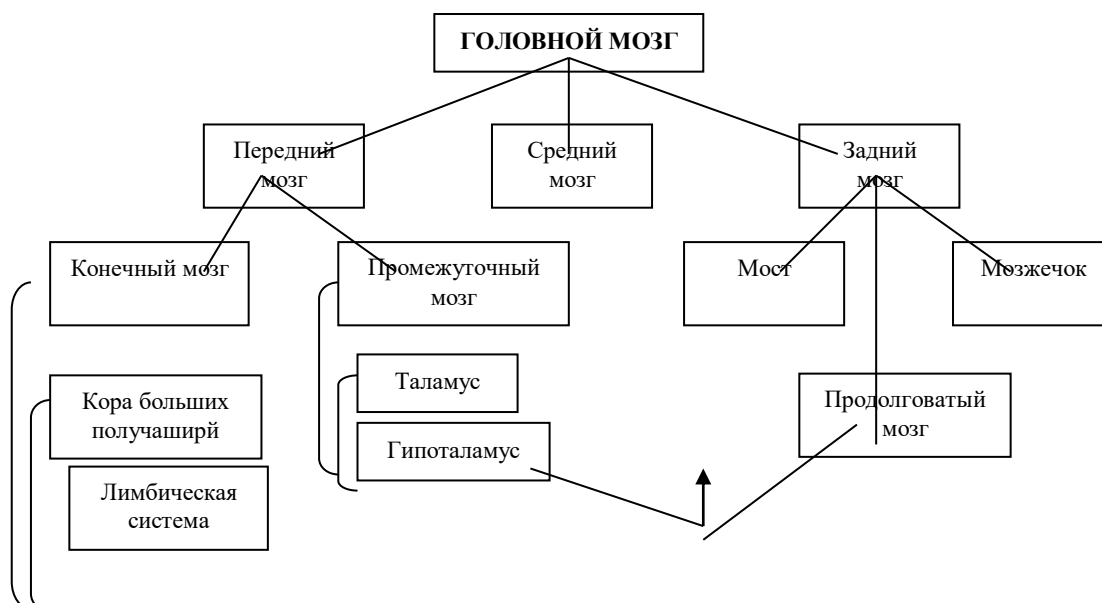 ГОЛОВНОЙ МОЗГ
Передний
мозг
Средний
мозг
Задний
мозг
Конечный мозг
Промежуточный
мозг
Мост
Мозжечок
Кора больших
получаширй
Таламус
Гипоталамус
Продолговатый
мозг
Лимбическая
система